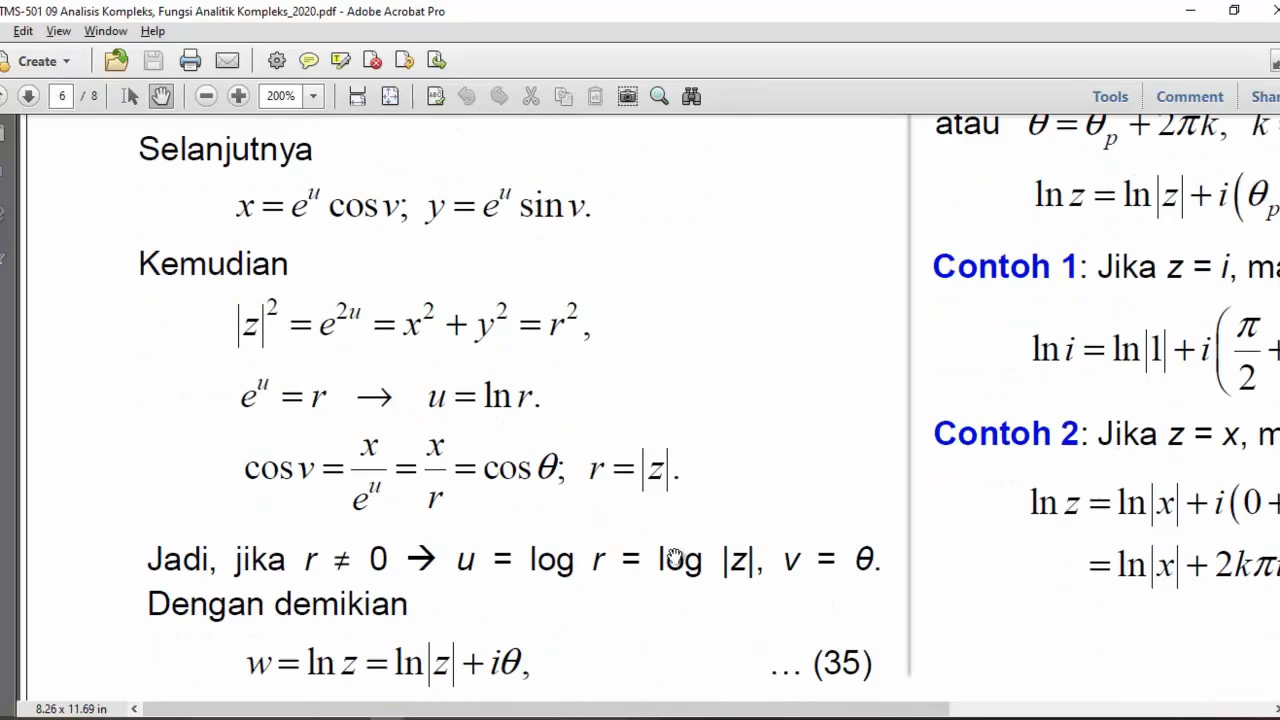 TMS-501 09 Analisis Kompleks, Fungsi Analitik Kompleks_2020.pdf - Adobe Acrobat Pro
Edit View Window Help
Create
6 / 8 200% Tools Comment Shar
Selanjutnya
x = e^u cos v; y = e^u sin v.
Kemudian
|z|^2 = e^{2u} = x^2 + y^2 = r^2,
e^u = r → u = ln r.
cos v = x/e^u = x/r = cos θ; r = |z|.
Jadi, jika r ≠ 0 → u = log r = log |z|, v = θ.
Dengan demikian
w = ln z = ln|z| + iθ, … (35)
atau θ = θ_p + 2πk, k =
ln z = ln|z| + i(θ_p
Contoh 1: Jika z = i, ma
ln i = ln|1| + i(π/2 +
Contoh 2: Jika z = x, m
ln z = ln|x| + i(0 +
= ln|x| + 2kπi
8.26 x 11.69 in